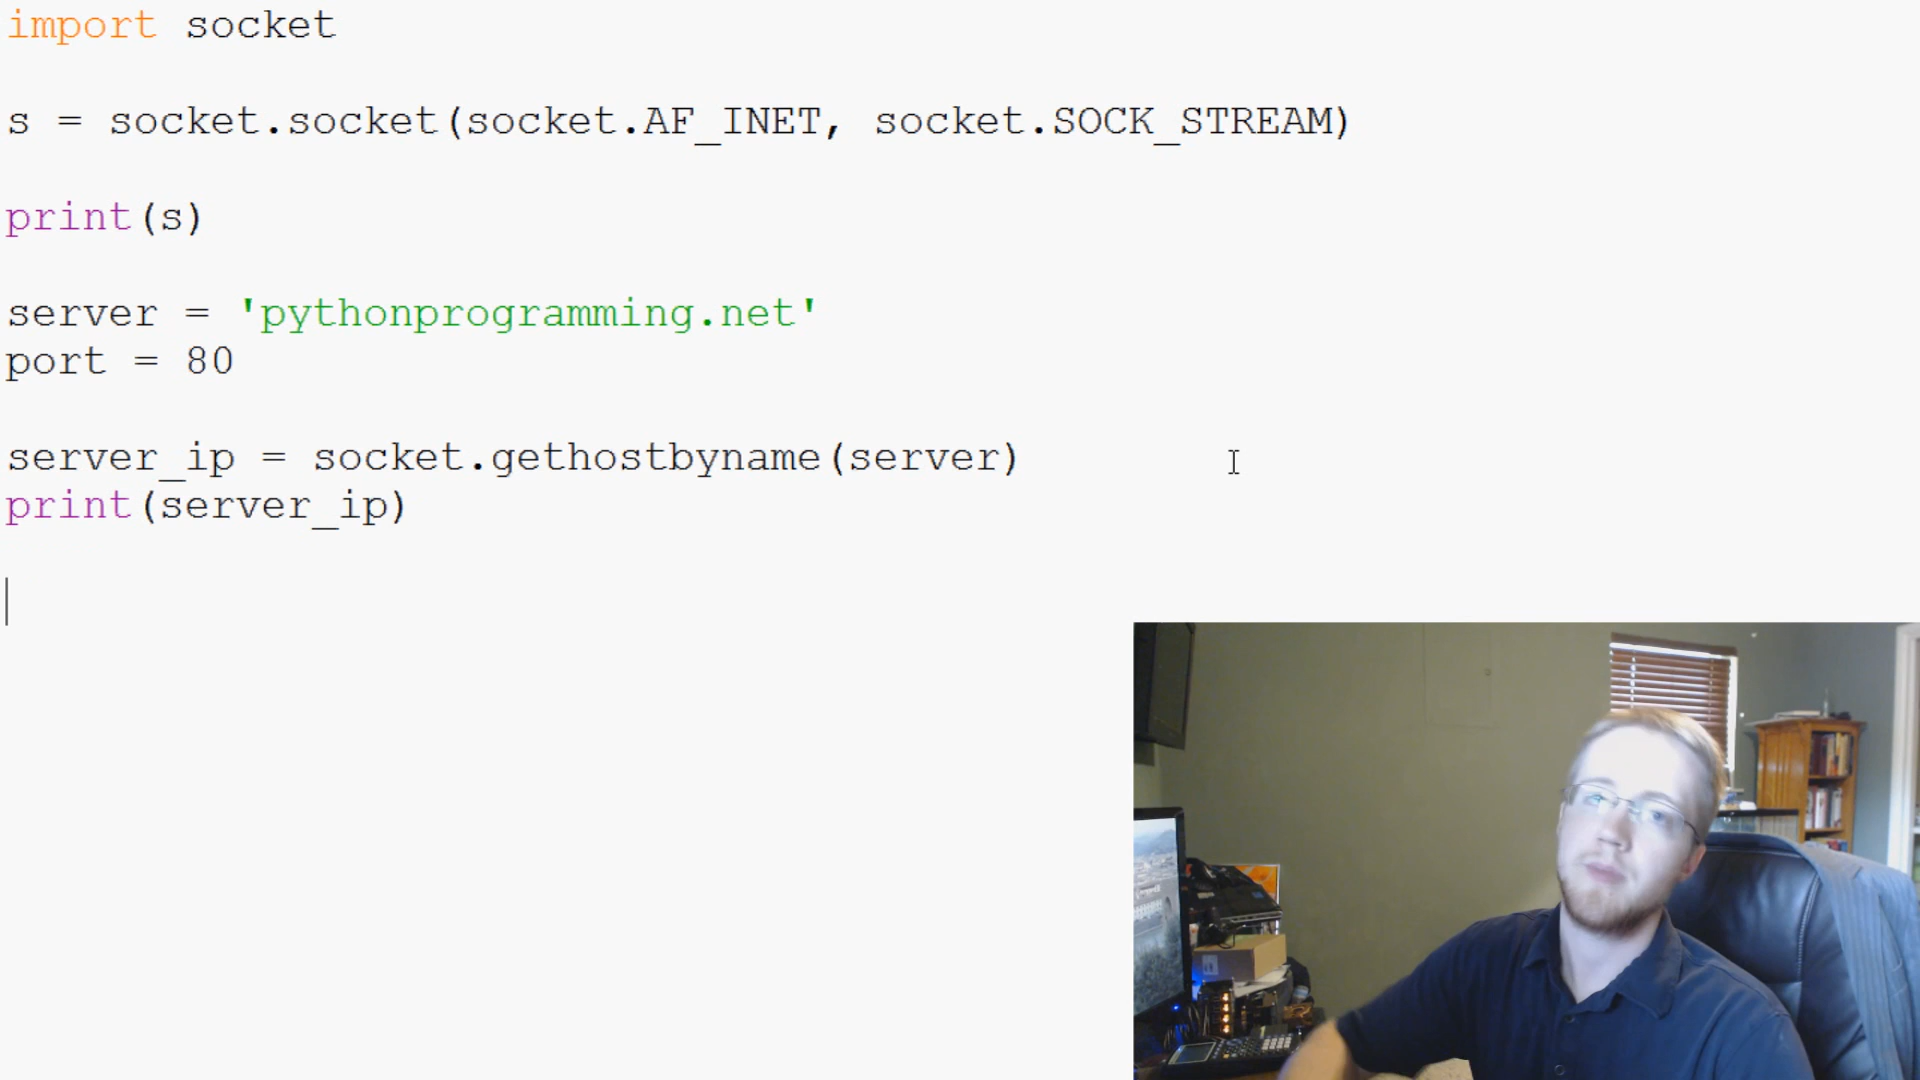 import socket
s = socket.socket(socket.AF_INET, socket.SOCK_STREAM)
print(s)
server = 'pythonprogramming.net'
port = 80
server_ip = socket.gethostbyname(server)
print(server_ip)